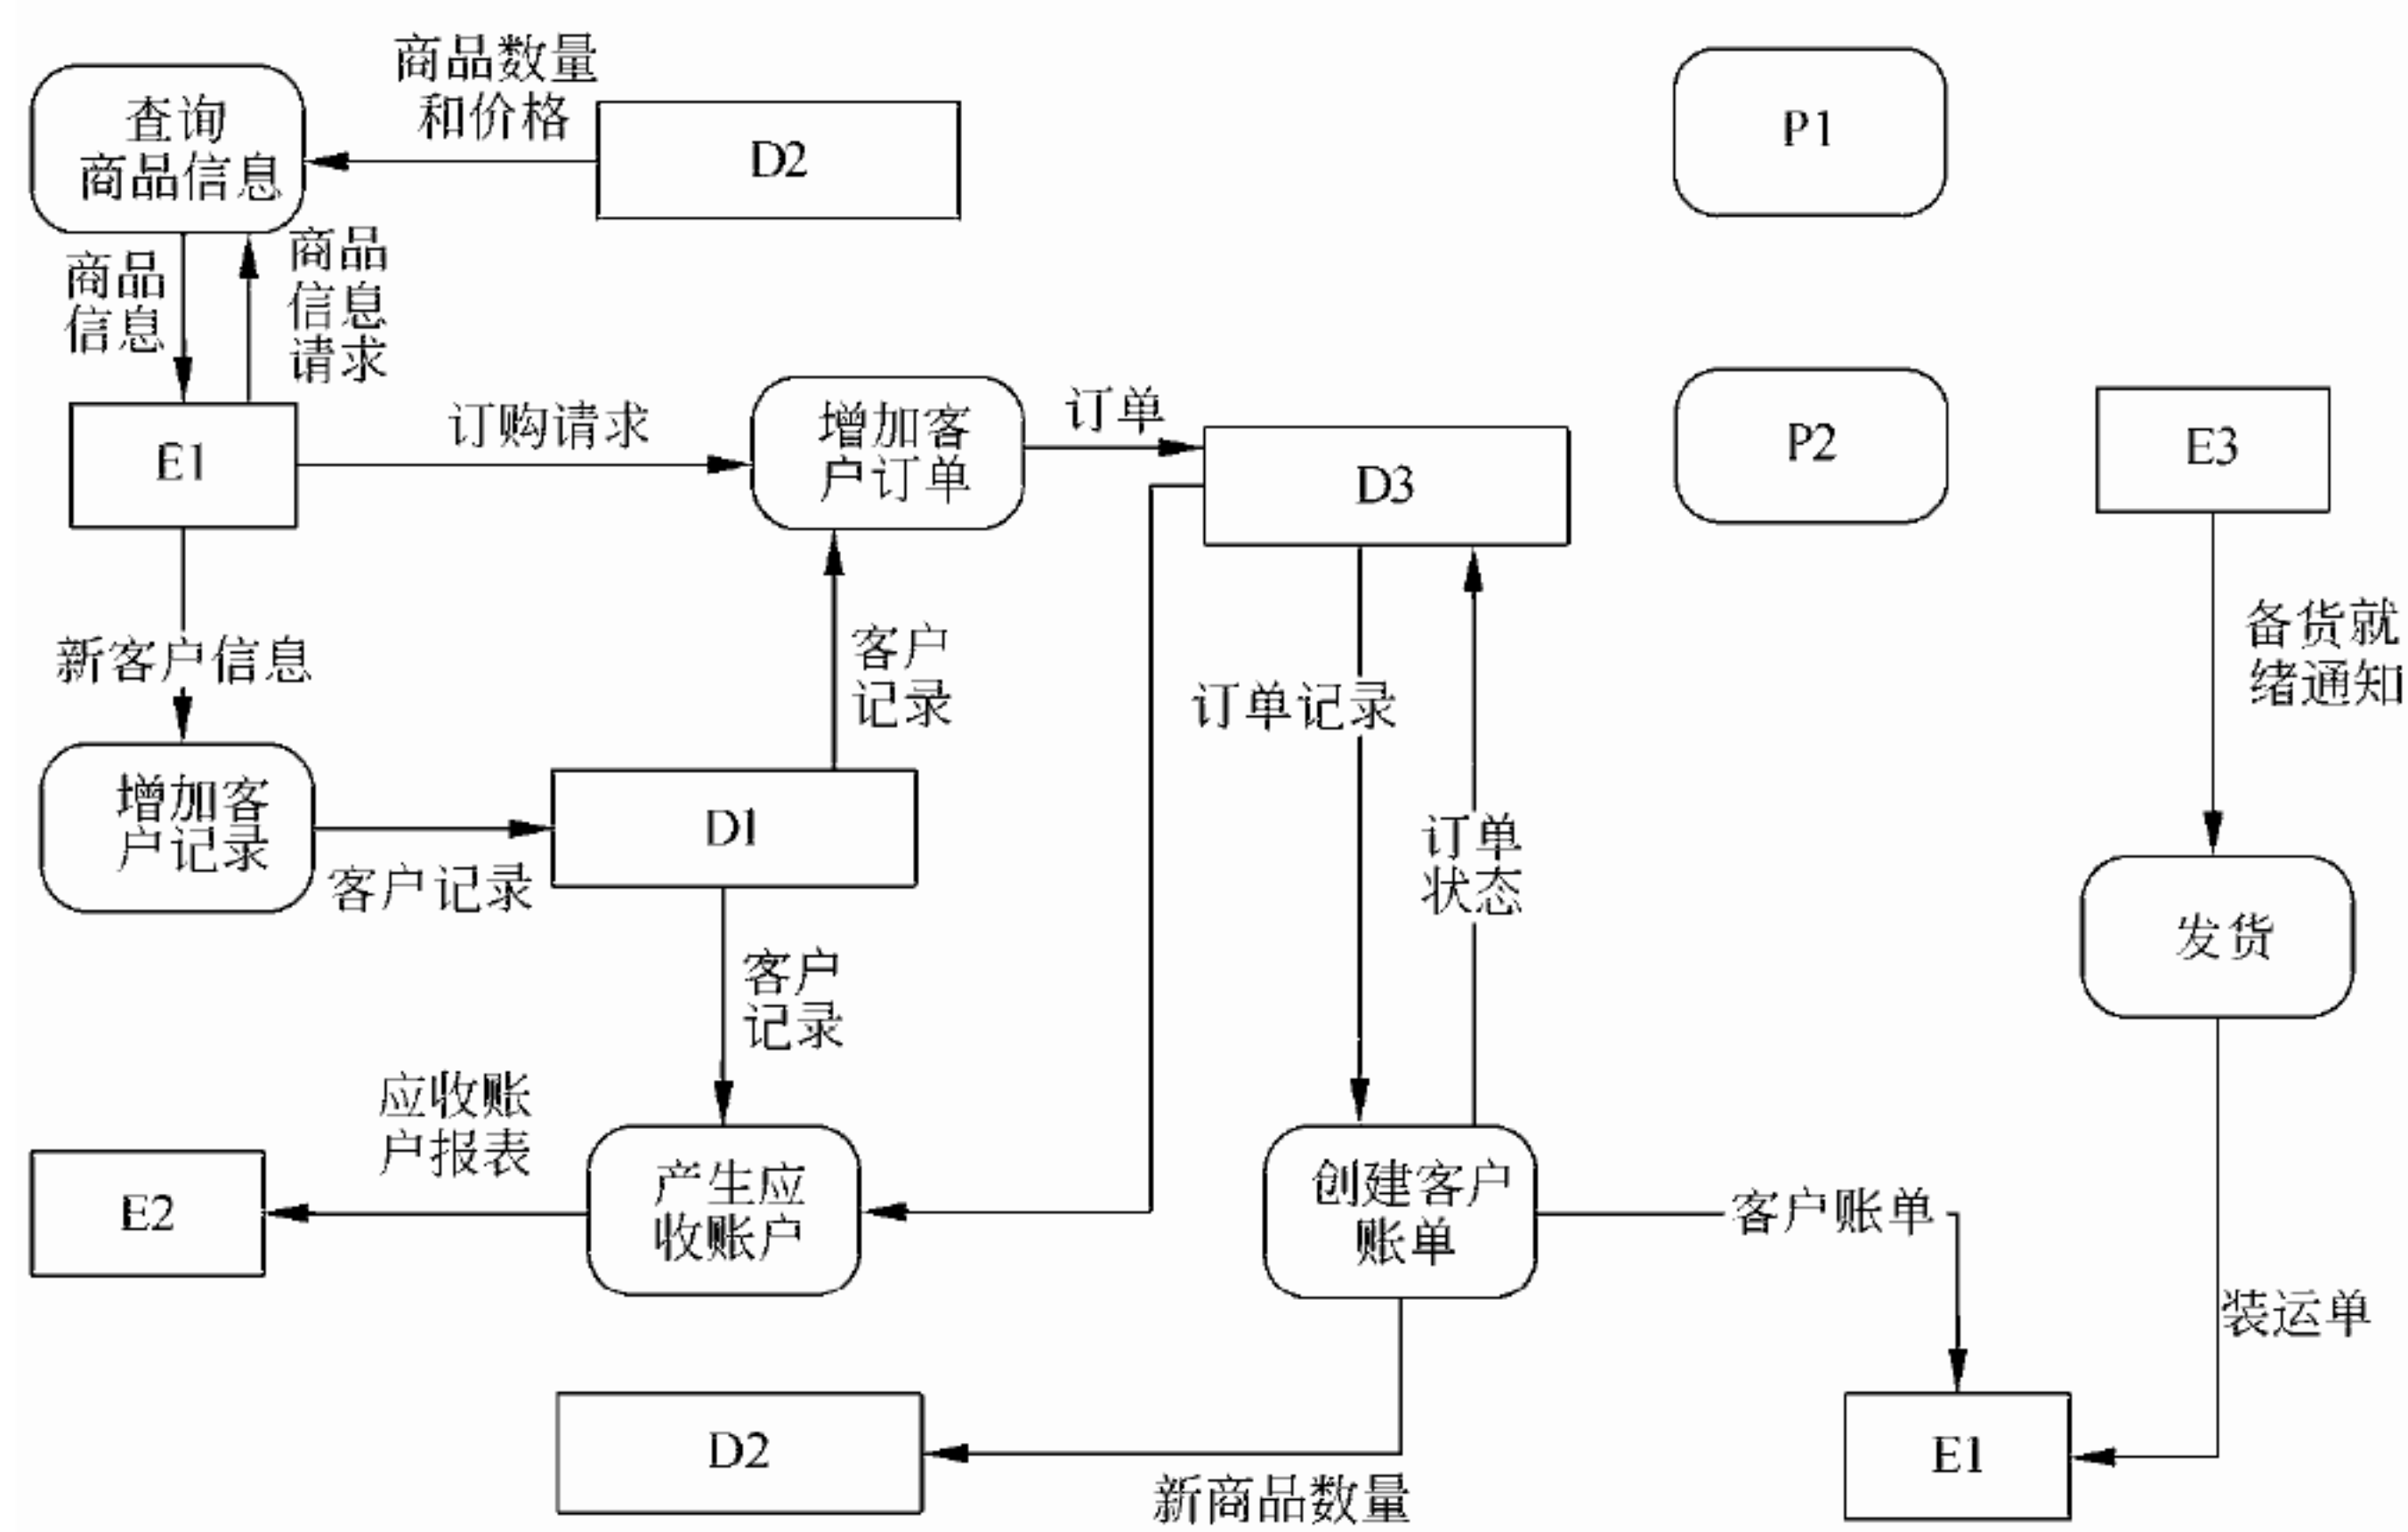 商品数量
和价格
查询
商品信息
D2
P1
商品
信息
商品
信息
请求
E1
订购请求
增加客
户订单
订单
D3
P2
E3
新客户信息
客户
记录
订单记录
备货就
绪通知
增加客
户记录
客户记录
D1
订单
状态
发货
客户
记录
应收账
户报表
E2
产生应
收账户
创建客户
账单
客户账单
装运单
D2
新商品数量
E1